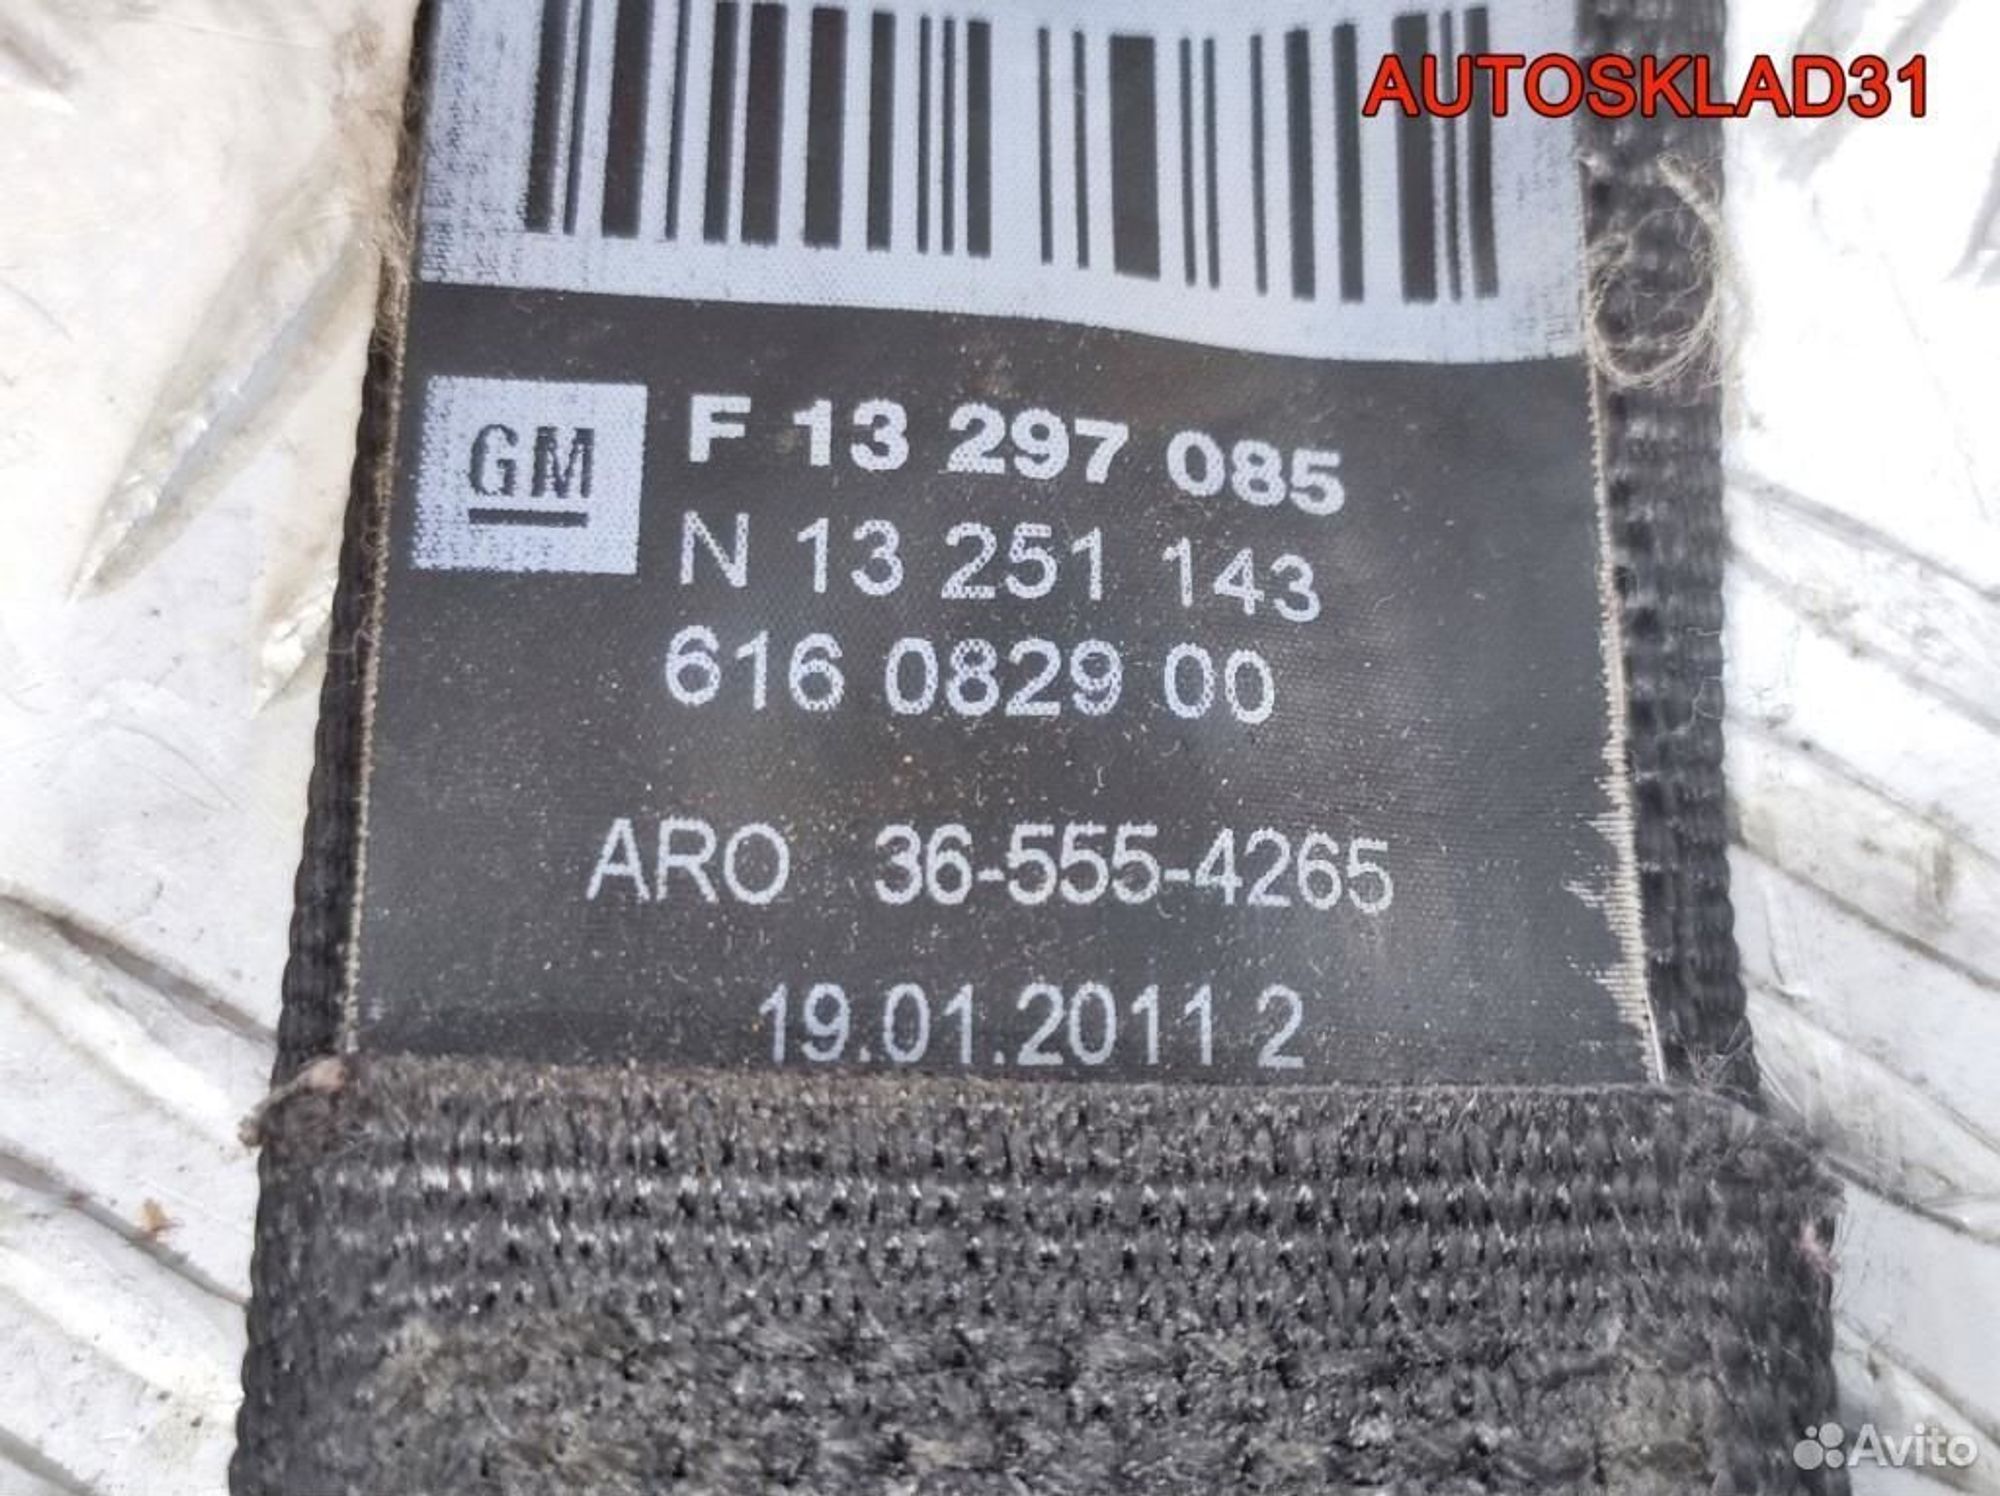 AUTOSKLAD31
GM
F 13 297 085
N 13 251 143
616 0829 00
ARO 36-555-4265
19.01.2011 2
Avito